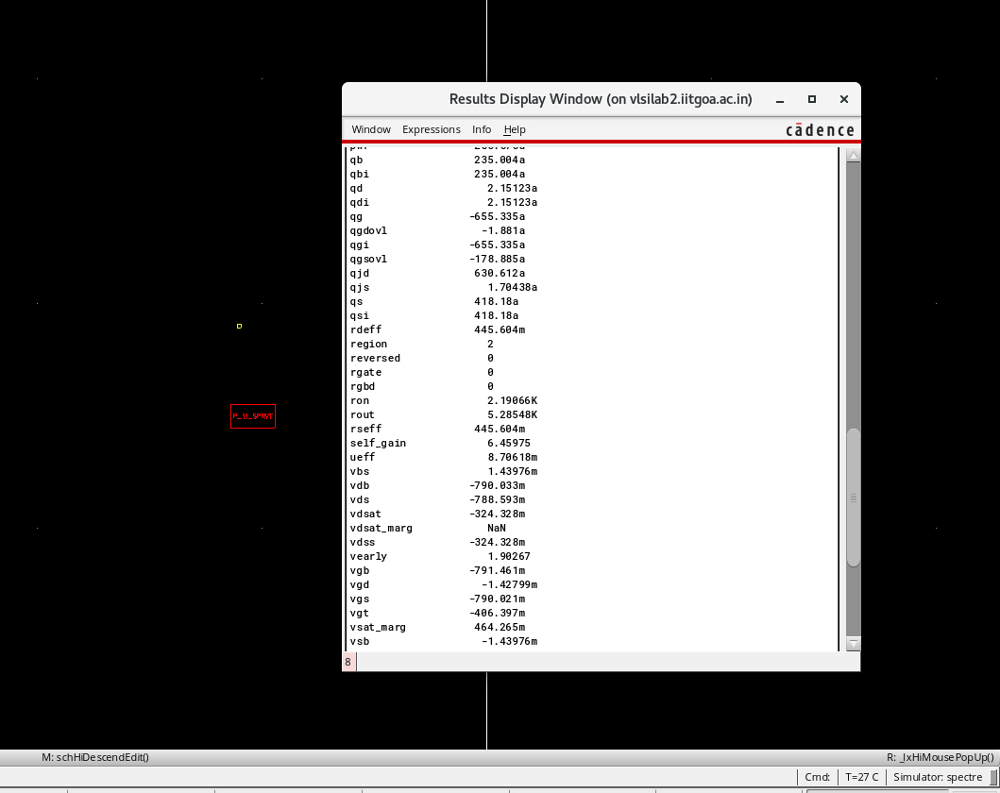 Results Display Window (on vlsilab2.iitgoa.ac.in)
Window Expressions Info Help cādence
qb 235.004a
qbi 235.004a
qd 2.15123a
qdi 2.15123a
qg -655.335a
qgdovl -1.881a
qgi -655.335a
qgsovl -178.885a
qjd 630.612a
qjs 1.70438a
qs 418.18a
qsi 418.18a
rdeff 445.604m
region 2
reversed 0
rgate 0
rgbd 0
ron 2.19066K
rout 5.28548K
rseff 445.604m
self_gain 6.45975
ueff 8.70618m
vbs 1.43976m
vdb -790.033m
vds -788.593m
vdsat -324.328m
vdsat_marg NaN
vdss -324.328m
vearly 1.90267
vgb -791.461m
vgd -1.42799m
vgs -790.021m
vgt -406.397m
vsat_marg 464.265m
vsb -1.43976m
8
M: schHiDescendEdit() R: _lxHiMousePopUp()
Cmd: T=27 C Simulator: spectre